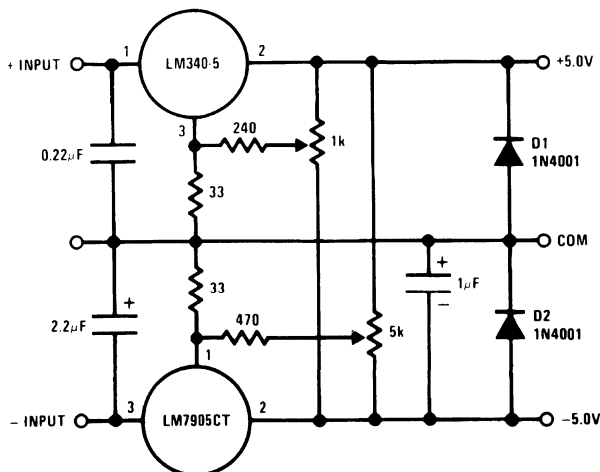 + INPUT
1
LM340-5
2
+5.0V
3
240
1k
D1
1N4001
0.22μF
33
COM
33
+
1μF
−
+
2.2μF
470
5k
D2
1N4001
1
− INPUT
3
LM7905CT
2
−5.0V